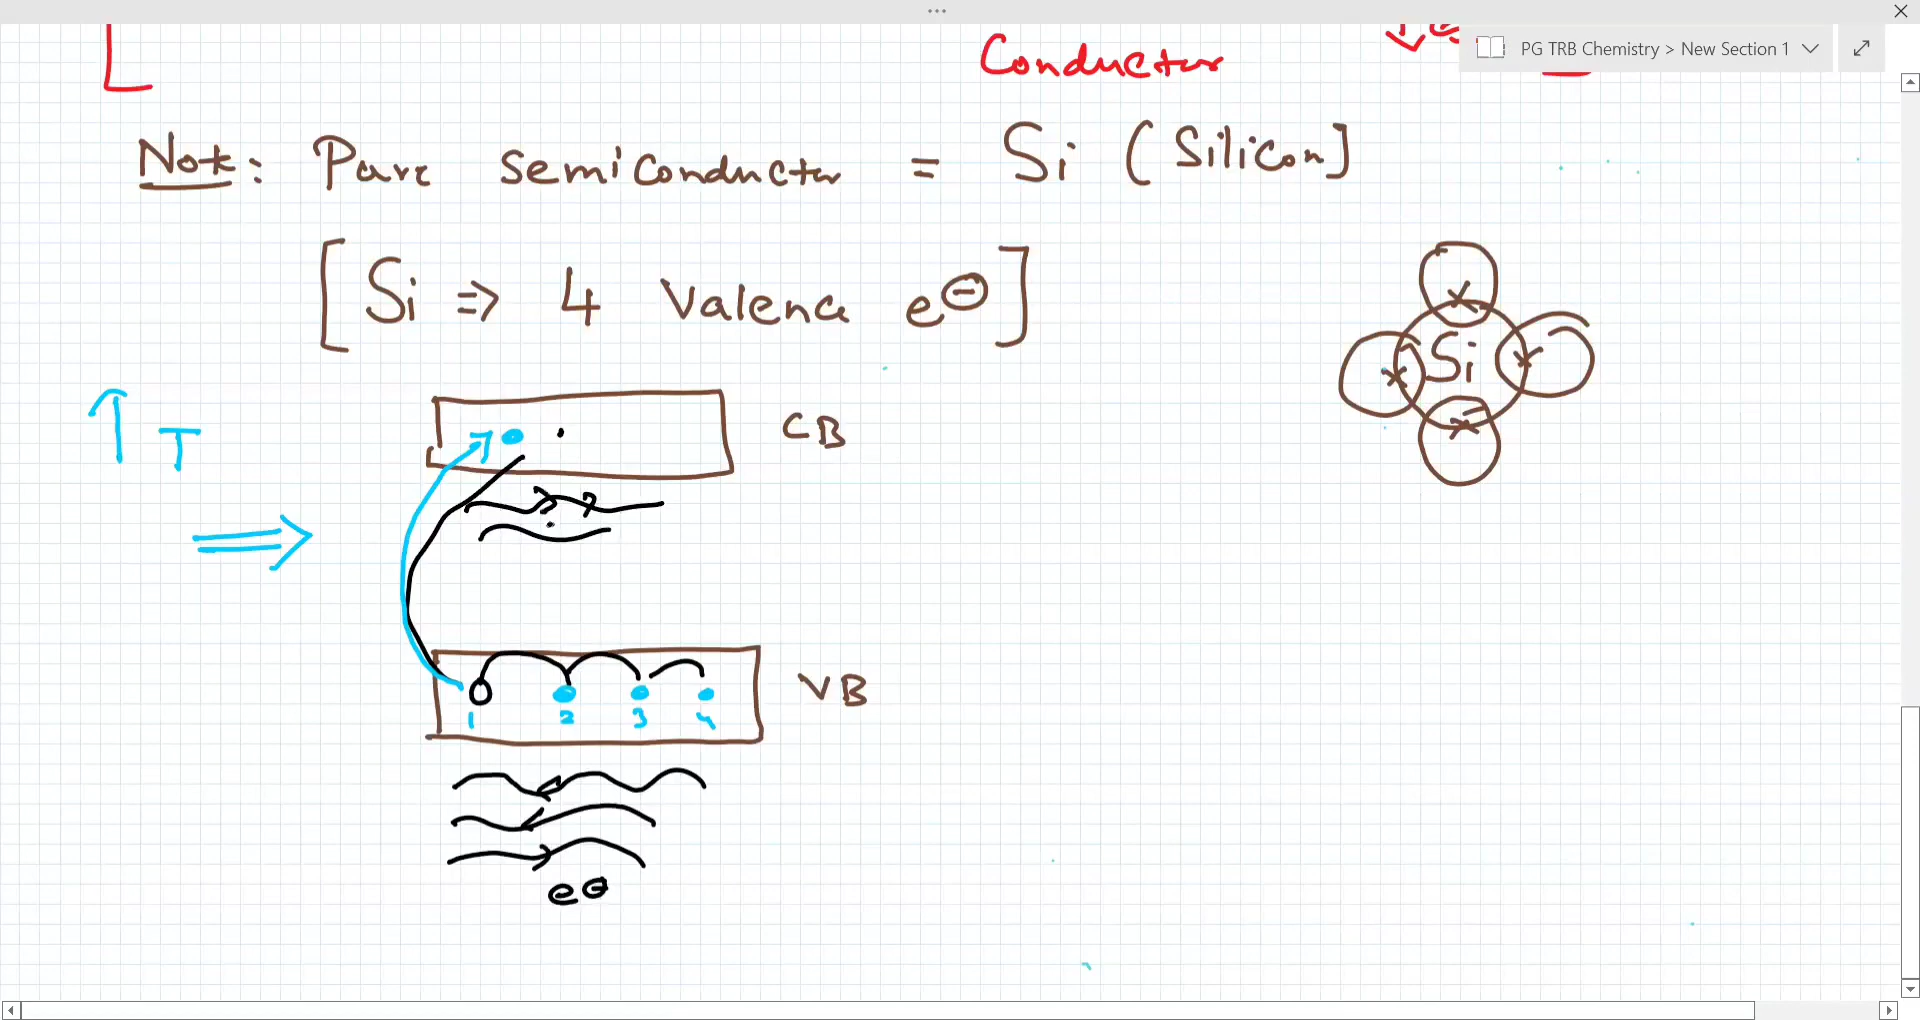 Conductor
PG TRB Chemistry > New Section 1
Note: Pure semiconductor = Si (Silicon]
[Si => 4 Valence e⊖]
Si
↑ T
CB
VB
1 2 3 4
e⊖